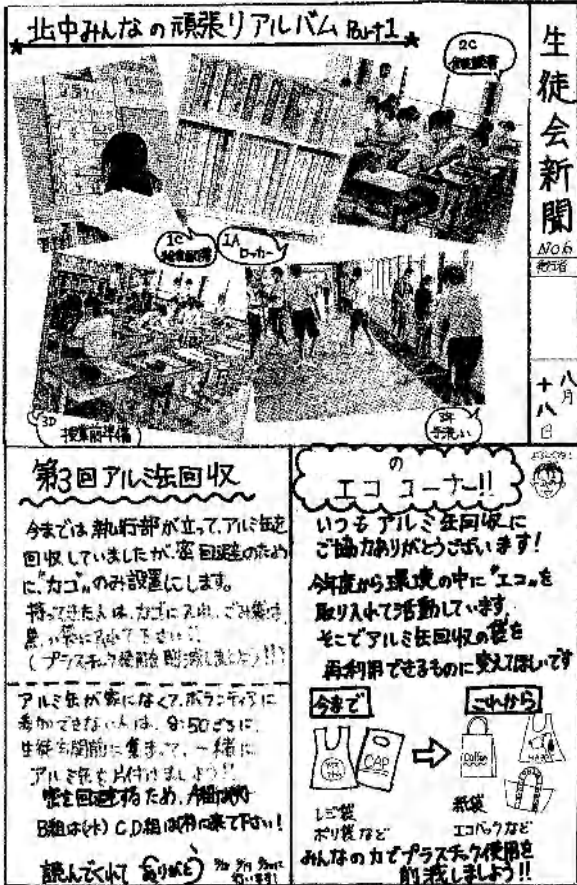 生徒会新聞
No.6
発行者
八月
十八日
北中みんなの頑張りアルバム Part1
2C
1C
1A
ロッカー
3D
授業前準備
3年
手洗い
第3回アルミ缶回収
今までは執行部が立って、アルミ缶を
回収していましたが、密回避のため
に、"カゴ"のみ設置にします。
持ってきた人は、カゴに入れ、ごみ袋は
黒い袋に入れて下さい!!
(プラスチック使用を削減しましょう!!)
アルミ缶が家になくて、ボランティアに
参加できない人は、8:50ごろに、
生徒玄関前に集まって、一緒に
アルミ缶を片付けましょう!!
密を回避するため、A組は(火)
B組は(水) C,D組は(木)に来て下さい!
読んでくれて ありがとう
の
エココーナー!!
いつもアルミ缶回収に
ご協力ありがとうございます!
今年度から環境の中に"エコ"を
取り入れて活動しています。
そこでアルミ缶回収の袋を
再利用できるものに変えてほしいです
今まで
これから
CAP
Coffee
レジ袋
ポリ袋など
紙袋
エコバックなど
みんなの力でプラスチック使用を
削減しましょう!!